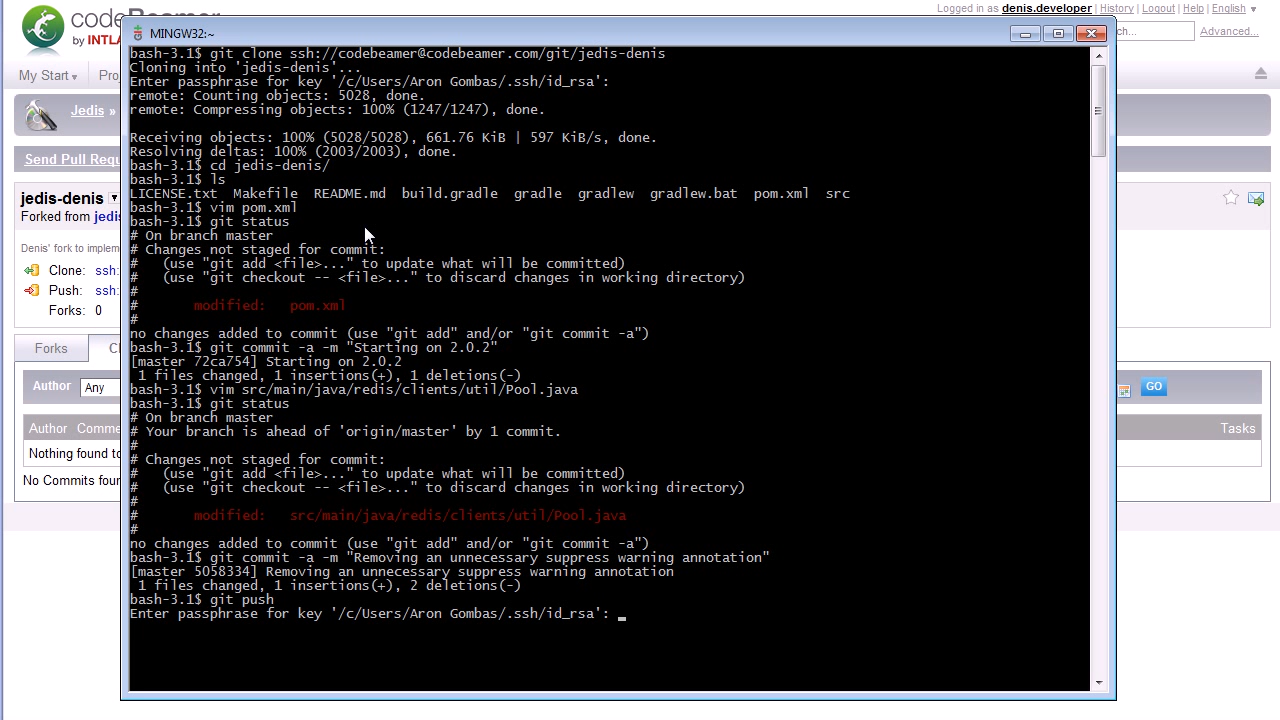 codeBeamer
by INTLA
Logged in as denis.developer | History | Logout | Help | English
ch... Advanced...
My Start Pro
Jedis »
Send Pull Requ
jedis-denis
Forked from jedis
Denis' fork to implem
Clone: ssh:
Push: ssh:
Forks: 0
Forks
Author Any
GO
Author Comme Tasks
Nothing found to
No Commits foun
MINGW32:~
bash-3.1$ git clone ssh://codebeamer@codebeamer.com/git/jedis-denis
Cloning into 'jedis-denis'...
Enter passphrase for key '/c/Users/Aron Gombas/.ssh/id_rsa':
remote: Counting objects: 5028, done.
remote: Compressing objects: 100% (1247/1247), done.
Receiving objects: 100% (5028/5028), 661.76 KiB | 597 KiB/s, done.
Resolving deltas: 100% (2003/2003), done.
bash-3.1$ cd jedis-denis/
bash-3.1$ ls
LICENSE.txt Makefile README.md build.gradle gradle gradlew gradlew.bat pom.xml src
bash-3.1$ vim pom.xml
bash-3.1$ git status
# On branch master
# Changes not staged for commit:
#   (use "git add <file>..." to update what will be committed)
#   (use "git checkout -- <file>..." to discard changes in working directory)
#
#       modified:   pom.xml
#
no changes added to commit (use "git add" and/or "git commit -a")
bash-3.1$ git commit -a -m "Starting on 2.0.2"
[master 72ca754] Starting on 2.0.2
 1 files changed, 1 insertions(+), 1 deletions(-)
bash-3.1$ vim src/main/java/redis/clients/util/Pool.java
bash-3.1$ git status
# On branch master
# Your branch is ahead of 'origin/master' by 1 commit.
#
# Changes not staged for commit:
#   (use "git add <file>..." to update what will be committed)
#   (use "git checkout -- <file>..." to discard changes in working directory)
#
#       modified:   src/main/java/redis/clients/util/Pool.java
#
no changes added to commit (use "git add" and/or "git commit -a")
bash-3.1$ git commit -a -m "Removing an unnecessary suppress warning annotation"
[master 5058334] Removing an unnecessary suppress warning annotation
 1 files changed, 1 insertions(+), 2 deletions(-)
bash-3.1$ git push
Enter passphrase for key '/c/Users/Aron Gombas/.ssh/id_rsa':